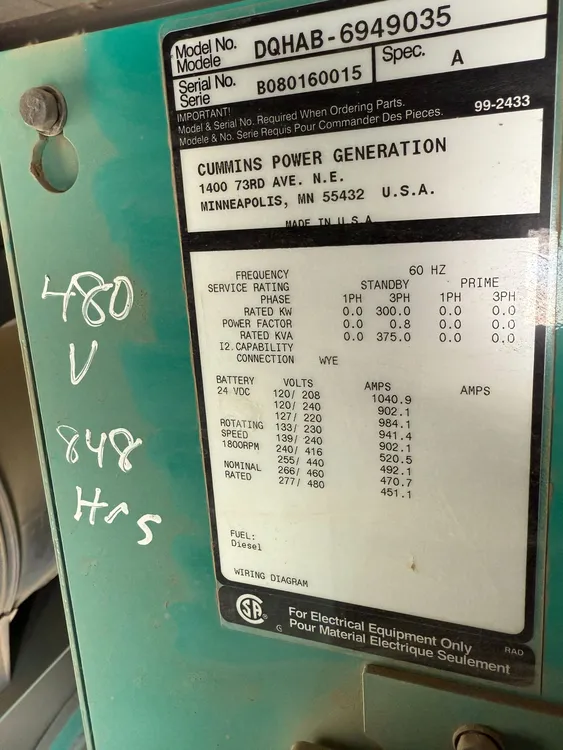 Model No. DQHAB-6949035
Modele
Serial No. B080160015 Spec. A
Serie
IMPORTANT! 99-2433
Model & Serial No. Required When Ordering Parts.
Modele & No. Serie Requis Pour Commander Des Pieces.
CUMMINS POWER GENERATION
1400 73RD AVE. N.E.
MINNEAPOLIS, MN 55432 U.S.A.
MADE IN U.S.A
FREQUENCY 60 HZ
SERVICE RATING STANDBY PRIME
PHASE 1PH 3PH 1PH 3PH
RATED KW 0.0 300.0 0.0 0.0
POWER FACTOR 0.0 0.8 0.0 0.0
RATED KVA 0.0 375.0 0.0 0.0
I2.CAPABILITY
CONNECTION WYE
BATTERY VOLTS AMPS AMPS
24 VDC 120/ 208 1040.9
120/ 240 902.1
127/ 220 984.1
ROTATING 133/ 230 941.4
SPEED 139/ 240 902.1
1800RPM 240/ 416 520.5
255/ 440 492.1
NOMINAL 266/ 460 470.7
RATED 277/ 480 451.1
FUEL:
Diesel
WIRING DIAGRAM
SA
G
For Electrical Equipment Only
Pour Material Electrique Seulement
RAD
480
V
848
Hrs